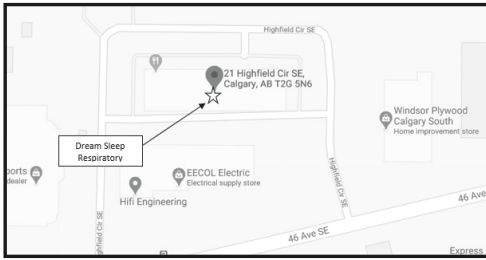 Highfield Cir SE
21 Highfield Cir SE,
Calgary, AB T2G 5N6
Windsor Plywood
Calgary South
Home improvement store
Dream Sleep
Respiratory
ports
dealer
EECOL Electric
Electrical supply store
Hifi Engineering
Highfield Cir SE
ghfield Cir SE
46 Ave
46 Ave SE
Express